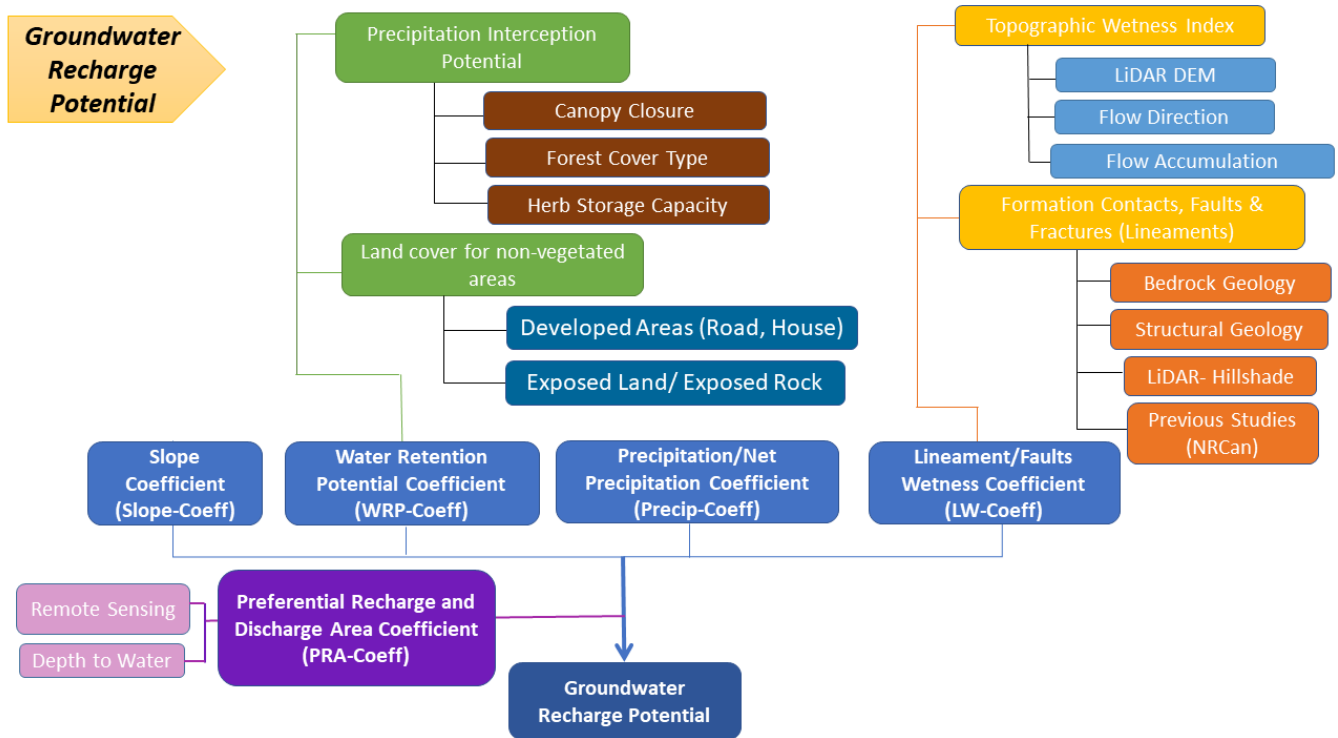 Groundwater
Recharge
Potential
Precipitation Interception
Potential
Canopy Closure
Forest Cover Type
Herb Storage Capacity
Land cover for non-vegetated
areas
Developed Areas (Road, House)
Exposed Land/ Exposed Rock
Topographic Wetness Index
LiDAR DEM
Flow Direction
Flow Accumulation
Formation Contacts, Faults &
Fractures (Lineaments)
Bedrock Geology
Structural Geology
LiDAR- Hillshade
Previous Studies
(NRCan)
Slope
Coefficient
(Slope-Coeff)
Water Retention
Potential Coefficient
(WRP-Coeff)
Precipitation/Net
Precipitation Coefficient
(Precip-Coeff)
Lineament/Faults
Wetness Coefficient
(LW-Coeff)
Remote Sensing
Depth to Water
Preferential Recharge and
Discharge Area Coefficient
(PRA-Coeff)
Groundwater
Recharge Potential